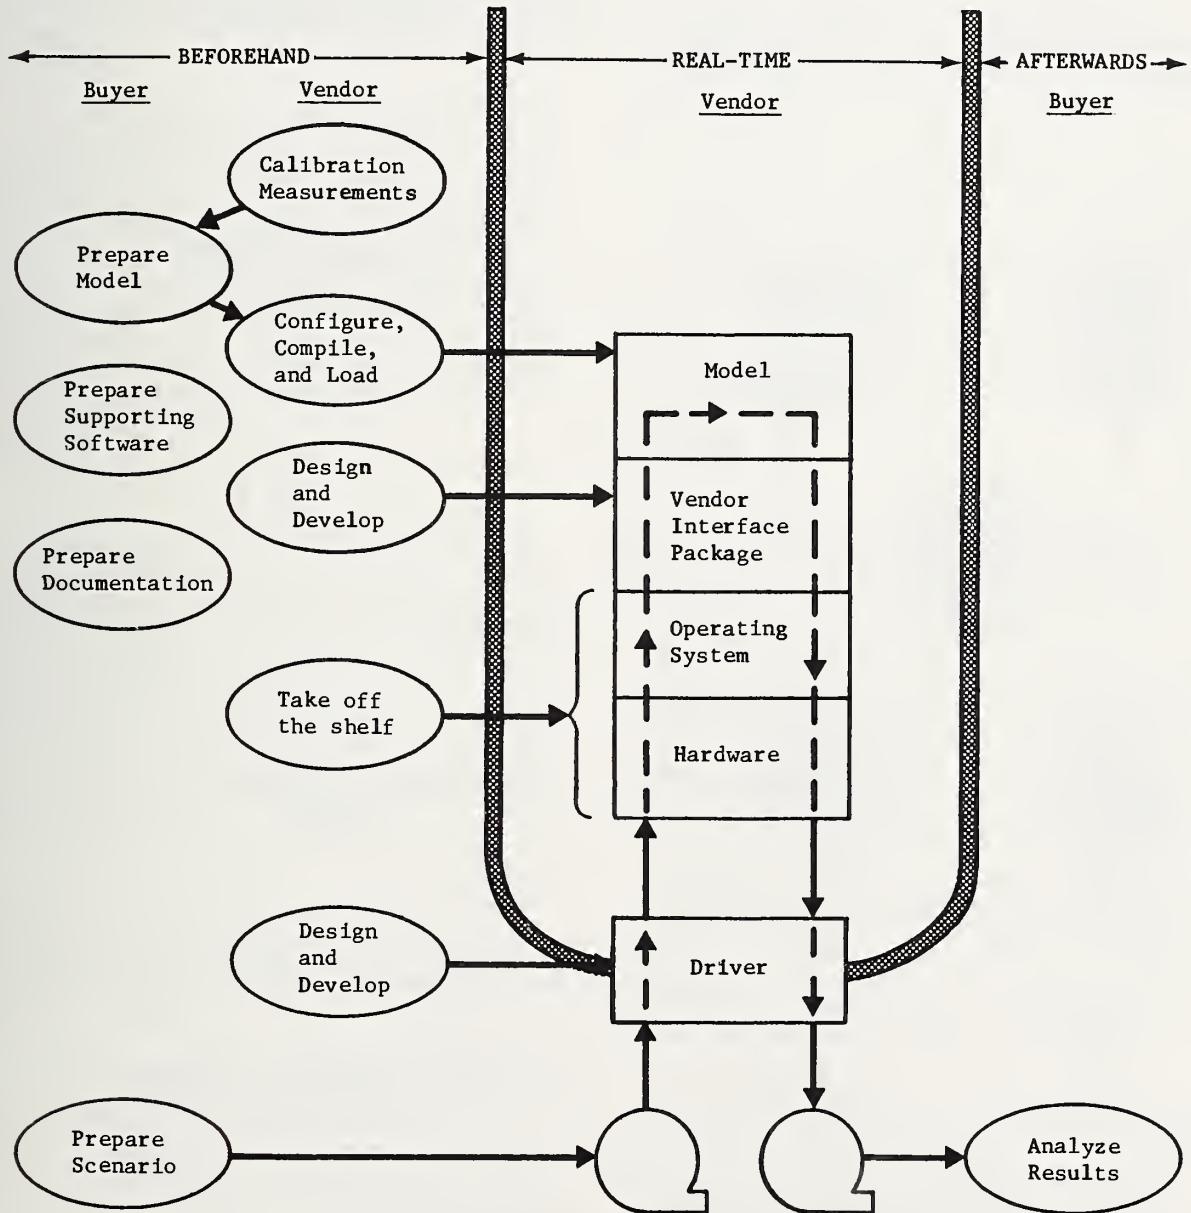 BEFOREHAND
REAL-TIME
AFTERWARDS
Buyer
Vendor
Vendor
Buyer
Calibration
Measurements
Prepare
Model
Configure,
Compile,
and Load
Model
Prepare
Supporting
Software
Design
and
Develop
Vendor
Interface
Package
Prepare
Documentation
Operating
System
Take off
the shelf
Hardware
Design
and
Develop
Driver
Prepare
Scenario
Analyze
Results